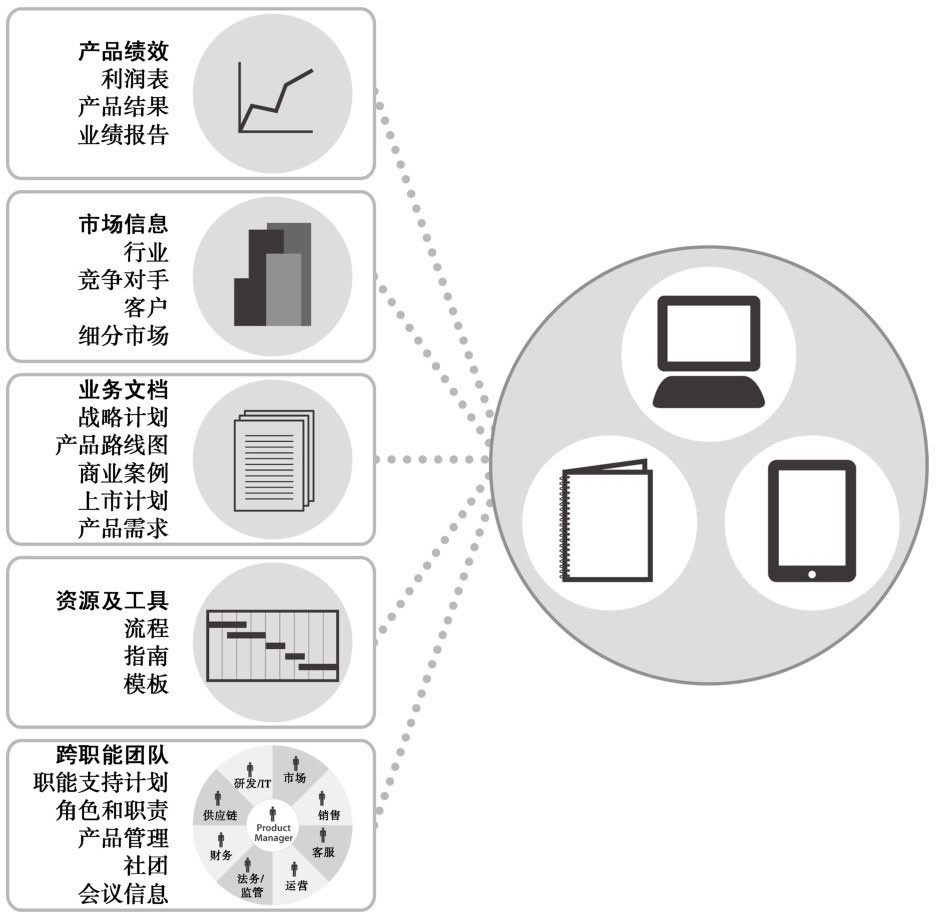 产品绩效
利润表
产品结果
业绩报告
市场信息
行业
竞争对手
客户
细分市场
业务文档
战略计划
产品路线图
商业案例
上市计划
产品需求
资源及工具
流程
指南
模板
跨职能团队
职能支持计划
角色和职责
产品管理
社团
会议信息
研发/IT
市场
供应链
销售
Product
Manager
财务
客服
法务/
监管
运营